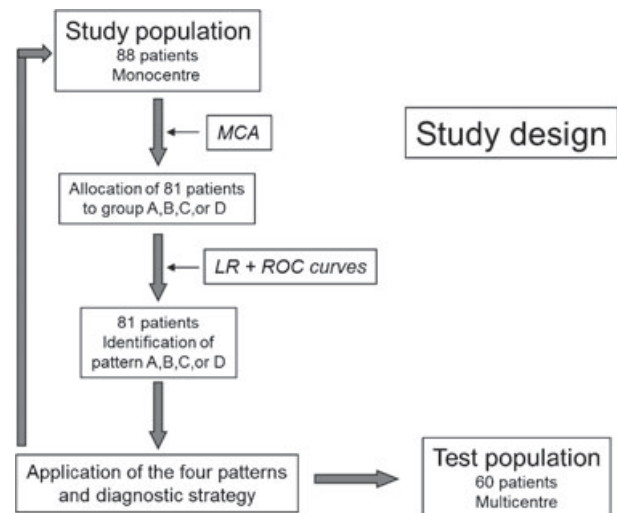 Study population
88 patients
Monocentre
Study design
MCA
Allocation of 81 patients
to group A,B,C,or D
LR + ROC curves
81 patients
Identification of
pattern A,B,C,or D
Application of the four patterns
and diagnostic strategy
Test population
60 patients
Multicentre